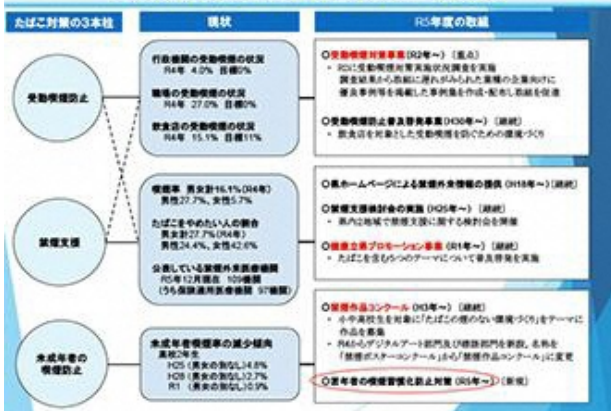 たばこ対策の3本柱
現状
R5年度の取組
受動喫煙防止
行政機関の受動喫煙の状況
R4年 4.0% 目標0%
職場の受動喫煙の状況
R4年 27.0% 目標0%
飲食店の受動喫煙の状況
R4年 15.1% 目標11%
○受動喫煙対策事業(R2年~) (重点)
・ R3に受動喫煙対策実施状況調査を実施
調査結果から取組に遅れがみられた業種の企業向けに
優良事例等を掲載した事例集を作成・配布し取組を促進
○受動喫煙防止普及啓発事業(H30年~) (継続)
・ 飲食店を対象とした受動喫煙を防ぐための環境づくり
禁煙支援
喫煙率 男女計16.1%(R4年)
男性27.7%、女性5.7%
たばこをやめたい人の割合
男女計27.7%(R4年)
男性24.4%、女性42.6%
公表している禁煙外来医療機関
R5年12月現在 109機関
(うち保険適用医療機関 97機関)
○県ホームページによる禁煙外来情報の提供 (H18年~) (継続)
○禁煙支援検討会の実施 (H25年~) (継続)
・ 県内2地域で禁煙支援に関する検討会を開催
○健康立県プロモーション事業 (R1年~) (継続)
・ たばこを含む5つのテーマについて普及啓発を実施
未成年者の
喫煙防止
未成年者喫煙率の減少傾向
高校2年生
H25 (男女の別なし)4.8%
H28 (男女の別なし)2.7%
R1 (男女の別なし)0.9%
○禁煙作品コンクール (H3年~) (継続)
・ 小中高校生を対象に「たばこの煙のない環境づくり」をテーマに
作品を募集
・ R4からデジタルアート部門及び標語部門を新設。名称を
「禁煙ポスターコンクール」から「禁煙作品コンクール」に変更
○若年者の喫煙習慣化防止対策 (R5年~) (新規)